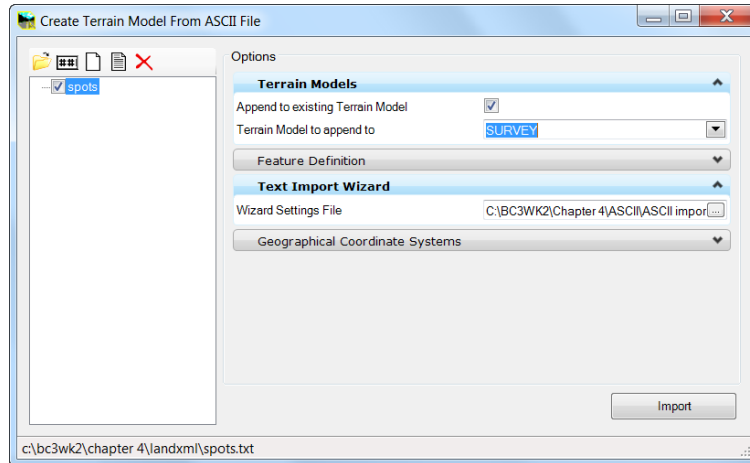 Create Terrain Model From ASCII File
##
spots
Options
Terrain Models
Append to existing Terrain Model
Terrain Model to append to
SURVEY
Feature Definition
Text Import Wizard
Wizard Settings File
C:\BC3WK2\Chapter 4\ASCII\ASCII impor
...
Geographical Coordinate Systems
Import
c:\bc3wk2\chapter 4\landxml\spots.txt